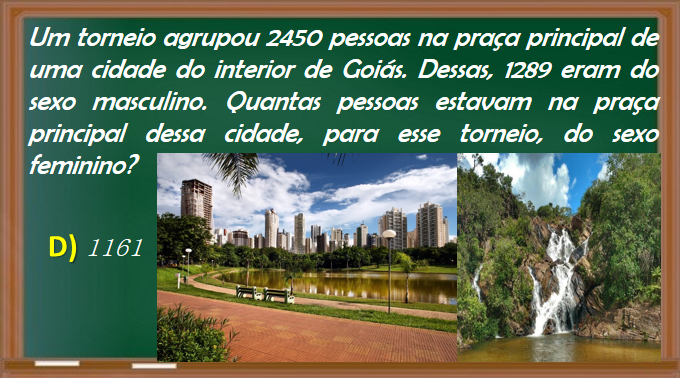 Um torneio agrupou 2450 pessoas na praça principal de
uma cidade do interior de Goiás. Dessas, 1289 eram do
sexo masculino. Quantas pessoas estavam na praça
principal dessa cidade, para esse torneio, do sexo
feminino?
D) 1161